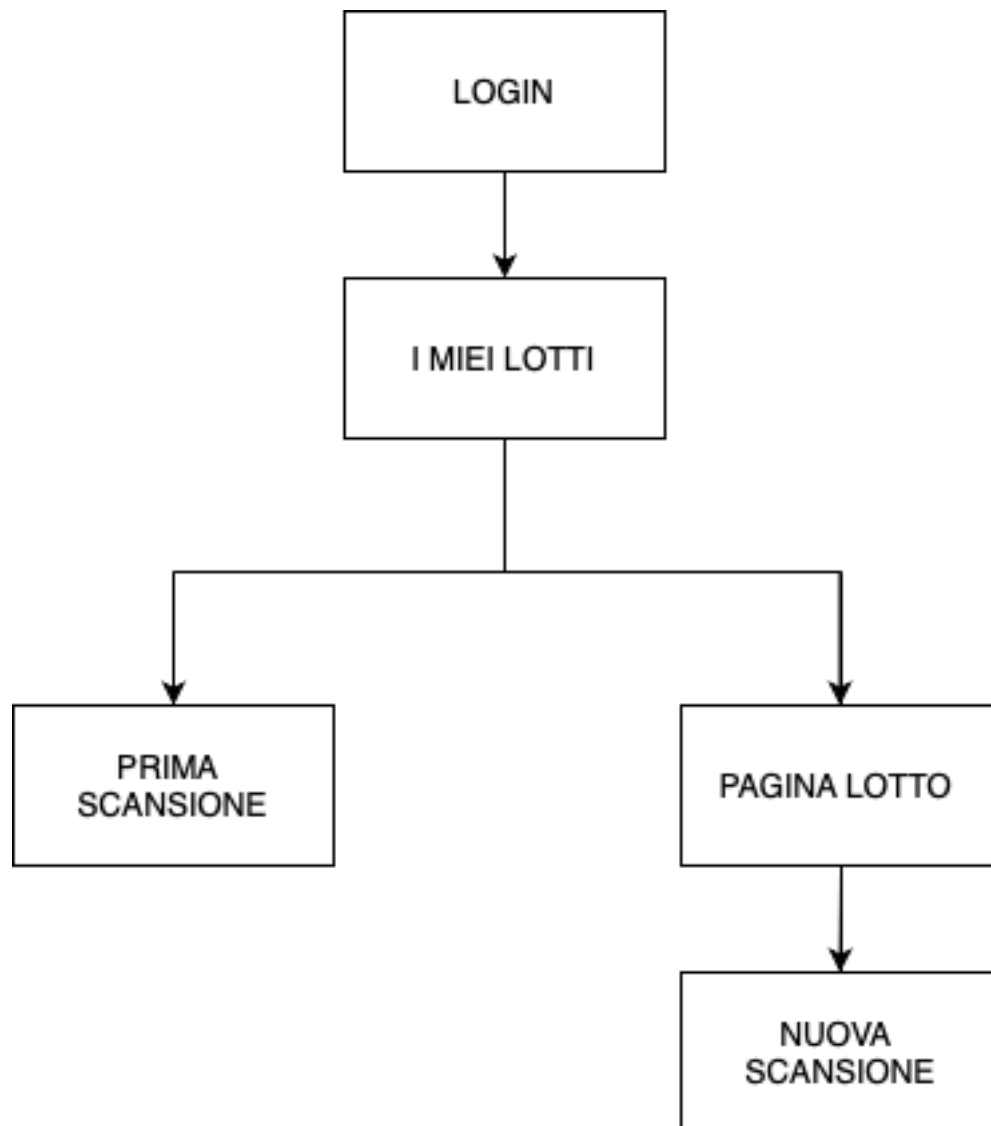 LOGIN
I MIEI LOTTI
PRIMA
SCANSIONE
PAGINA LOTTO
NUOVA
SCANSIONE